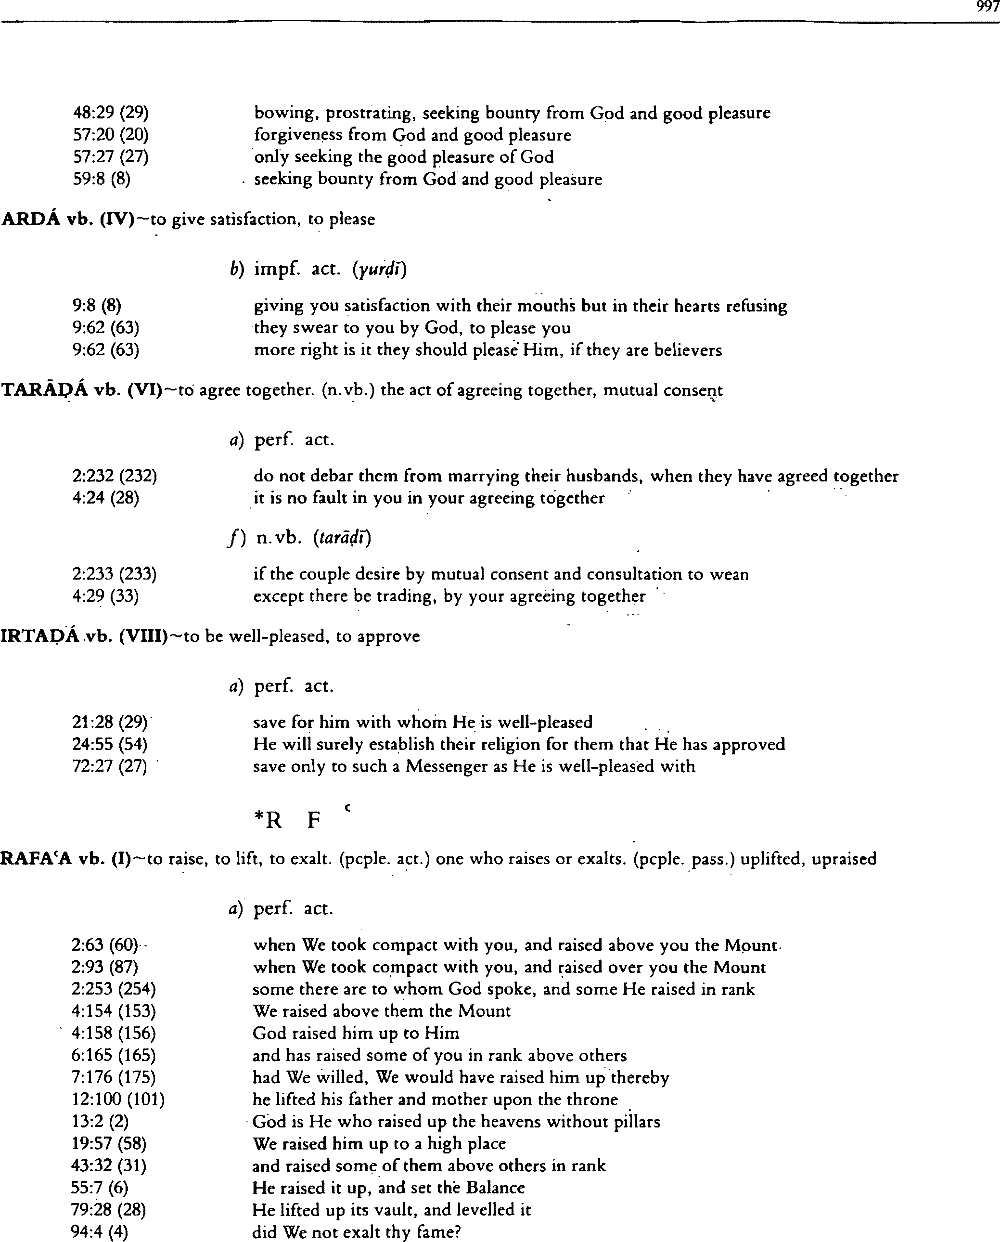 997
48:29 (29) bowing, prostrating, seeking bounty from God and good pleasure
57:20 (20) forgiveness from God and good pleasure
57:27 (27) only seeking the good pleasure of God
59:8 (8) seeking bounty from God and good pleasure
ARDÁ vb. (IV)~to give satisfaction, to please
b) impf. act. (yurḍī)
9:8 (8) giving you satisfaction with their mouths but in their hearts refusing
9:62 (63) they swear to you by God, to please you
9:62 (63) more right is it they should please Him, if they are believers
TARĀḌÁ vb. (VI)~to agree together. (n.vb.) the act of agreeing together, mutual consent
a) perf. act.
2:232 (232) do not debar them from marrying their husbands, when they have agreed together
4:24 (28) it is no fault in you in your agreeing together
f) n.vb. (tarāḍī)
2:233 (233) if the couple desire by mutual consent and consultation to wean
4:29 (33) except there be trading, by your agreeing together
IRTAḌÁ vb. (VIII)~to be well-pleased, to approve
a) perf. act.
21:28 (29) save for him with whom He is well-pleased
24:55 (54) He will surely establish their religion for them that He has approved
72:27 (27) save only to such a Messenger as He is well-pleased with
*R F ʿ
RAFAʿA vb. (I)~to raise, to lift, to exalt. (pcple. act.) one who raises or exalts. (pcple. pass.) uplifted, upraised
a) perf. act.
2:63 (60) when We took compact with you, and raised above you the Mount
2:93 (87) when We took compact with you, and raised over you the Mount
2:253 (254) some there are to whom God spoke, and some He raised in rank
4:154 (153) We raised above them the Mount
4:158 (156) God raised him up to Him
6:165 (165) and has raised some of you in rank above others
7:176 (175) had We willed, We would have raised him up thereby
12:100 (101) he lifted his father and mother upon the throne
13:2 (2) God is He who raised up the heavens without pillars
19:57 (58) We raised him up to a high place
43:32 (31) and raised some of them above others in rank
55:7 (6) He raised it up, and set the Balance
79:28 (28) He lifted up its vault, and levelled it
94:4 (4) did We not exalt thy fame?